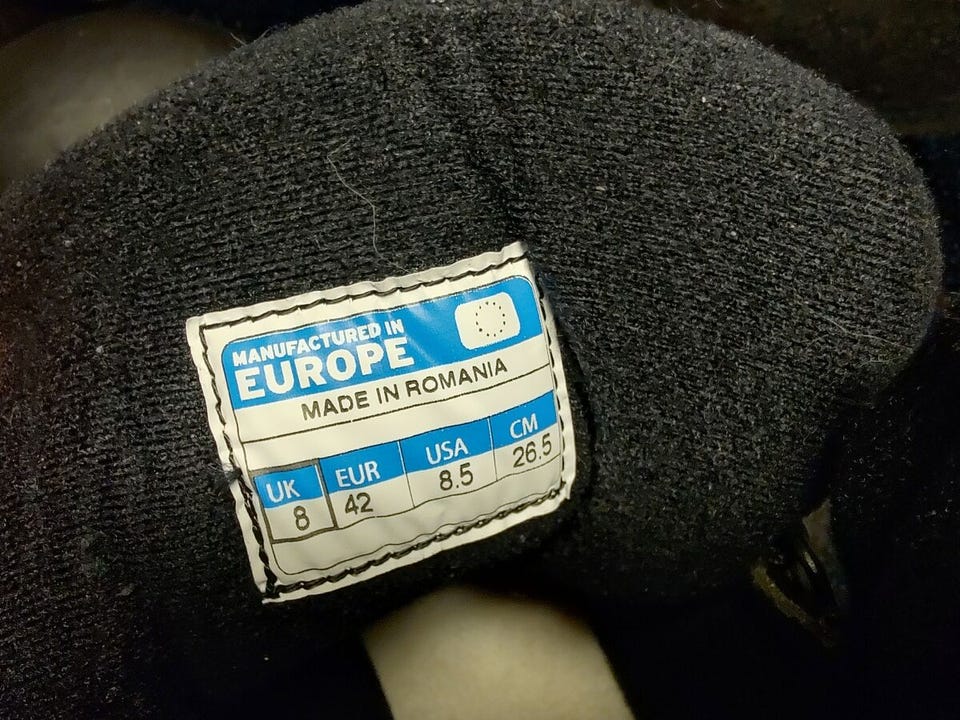 MANUFACTURED IN
EUROPE
MADE IN ROMANIA
UK EUR USA CM
8 42 8.5 26.5